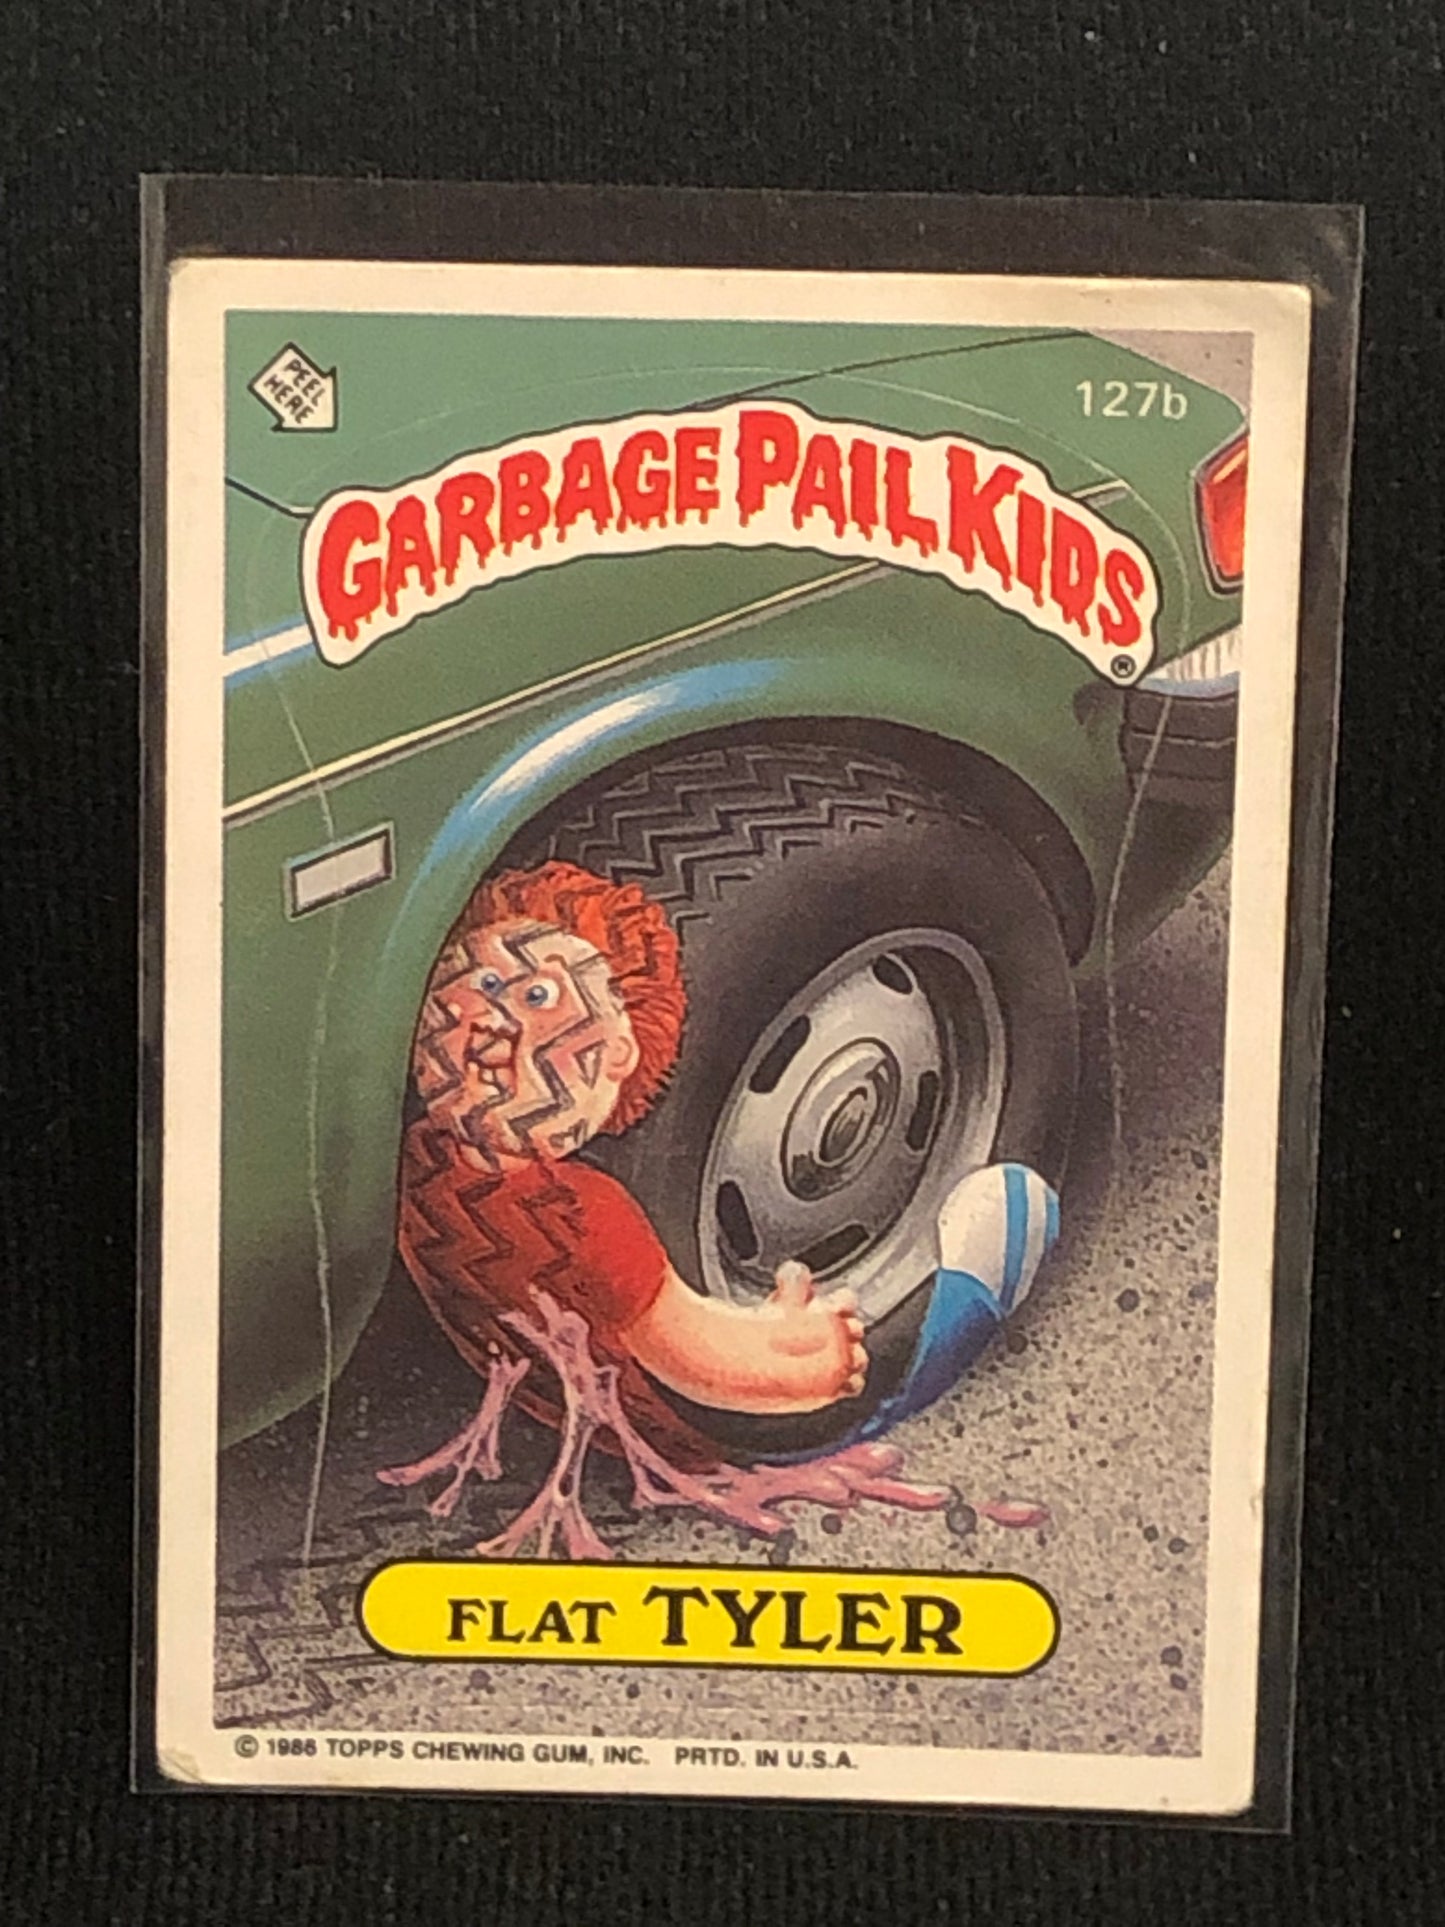 PEEL
HERE
127b
GARBAGE PAIL KIDS
®
FLAT TYLER
© 1986 TOPPS CHEWING GUM, INC. PRTD. IN U.S.A.